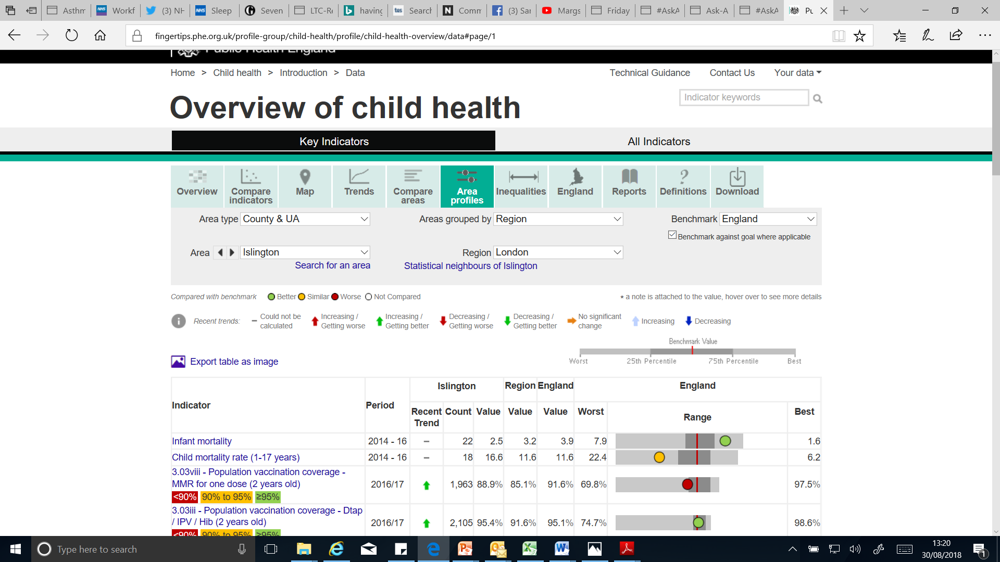 Asthm
NHS Workf
(3) NH
NHS Sleep
Seven
LTC-Re
having
tes Search
N Comm
(3) Sar
Margs
Friday
#AskA
Ask-A
#AskA
Pu
fingertips.phe.org.uk/profile-group/child-health/profile/child-health-overview/data#page/1
Public Health England
Home > Child health > Introduction > Data
Technical Guidance Contact Us Your data
Overview of child health
Indicator keywords
Key Indicators All Indicators
Overview
Compare
indicators
Map
Trends
Compare
areas
Area
profiles
Inequalities
England
Reports
Definitions
Download
Area type County & UA Areas grouped by Region Benchmark England
Benchmark against goal where applicable
Area Islington Region London
Search for an area Statistical neighbours of Islington
Compared with benchmark Better Similar Worse Not Compared
* a note is attached to the value, hover over to see more details
Recent trends:
Could not be
calculated
Increasing /
Getting worse
Increasing /
Getting better
Decreasing /
Getting worse
Decreasing /
Getting better
No significant
change
Increasing
Decreasing
Benchmark Value
Worst 25th Percentile 75th Percentile Best
Export table as image
Islington Region England England
Indicator Period
Recent
Trend
Count Value Value Value Worst Range Best
Infant mortality 2014 - 16 – 22 2.5 3.2 3.9 7.9 1.6
Child mortality rate (1-17 years) 2014 - 16 – 18 16.6 11.6 11.6 22.4 6.2
3.03viii - Population vaccination coverage -
MMR for one dose (2 years old) 2016/17 1,963 88.9% 85.1% 91.6% 69.8% 97.5%
<90% 90% to 95% ≥95%
3.03iii - Population vaccination coverage - Dtap
/ IPV / Hib (2 years old) 2016/17 2,105 95.4% 91.6% 95.1% 74.7% 98.6%
<90% 90% to 95% ≥95%
Type here to search
13:20
30/08/2018
1